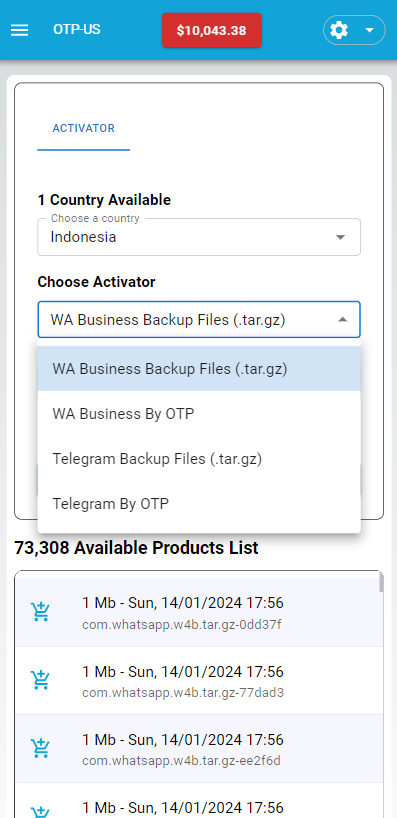 OTP-US
$10,043.38
ACTIVATOR
1 Country Available
Choose a country
Indonesia
Choose Activator
WA Business Backup Files (.tar.gz)
WA Business Backup Files (.tar.gz)
WA Business By OTP
Telegram Backup Files (.tar.gz)
Telegram By OTP
73,308 Available Products List
1 Mb - Sun, 14/01/2024 17:56
com.whatsapp.w4b.tar.gz-0dd37f
1 Mb - Sun, 14/01/2024 17:56
com.whatsapp.w4b.tar.gz-77dad3
1 Mb - Sun, 14/01/2024 17:56
com.whatsapp.w4b.tar.gz-ee2f6d
1 Mb - Sun, 14/01/2024 17:56